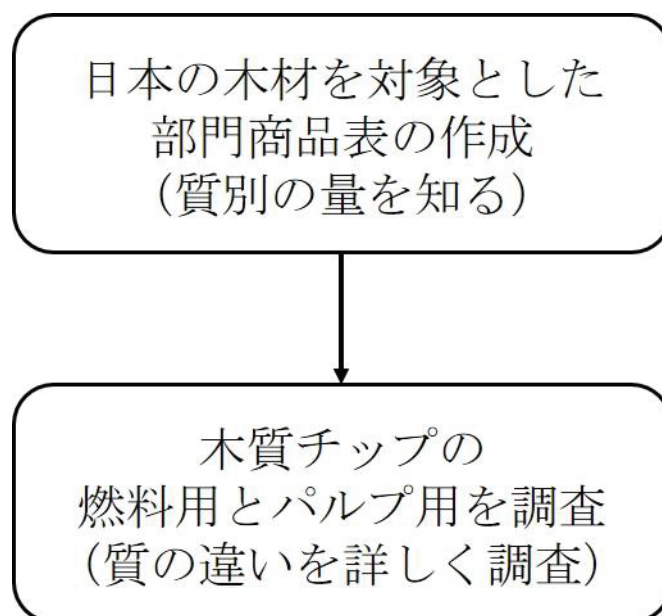 日本の木材を対象とした
部門商品表の作成
（質別の量を知る）
木質チップの
燃料用とパルプ用を調査
（質の違いを詳しく調査）